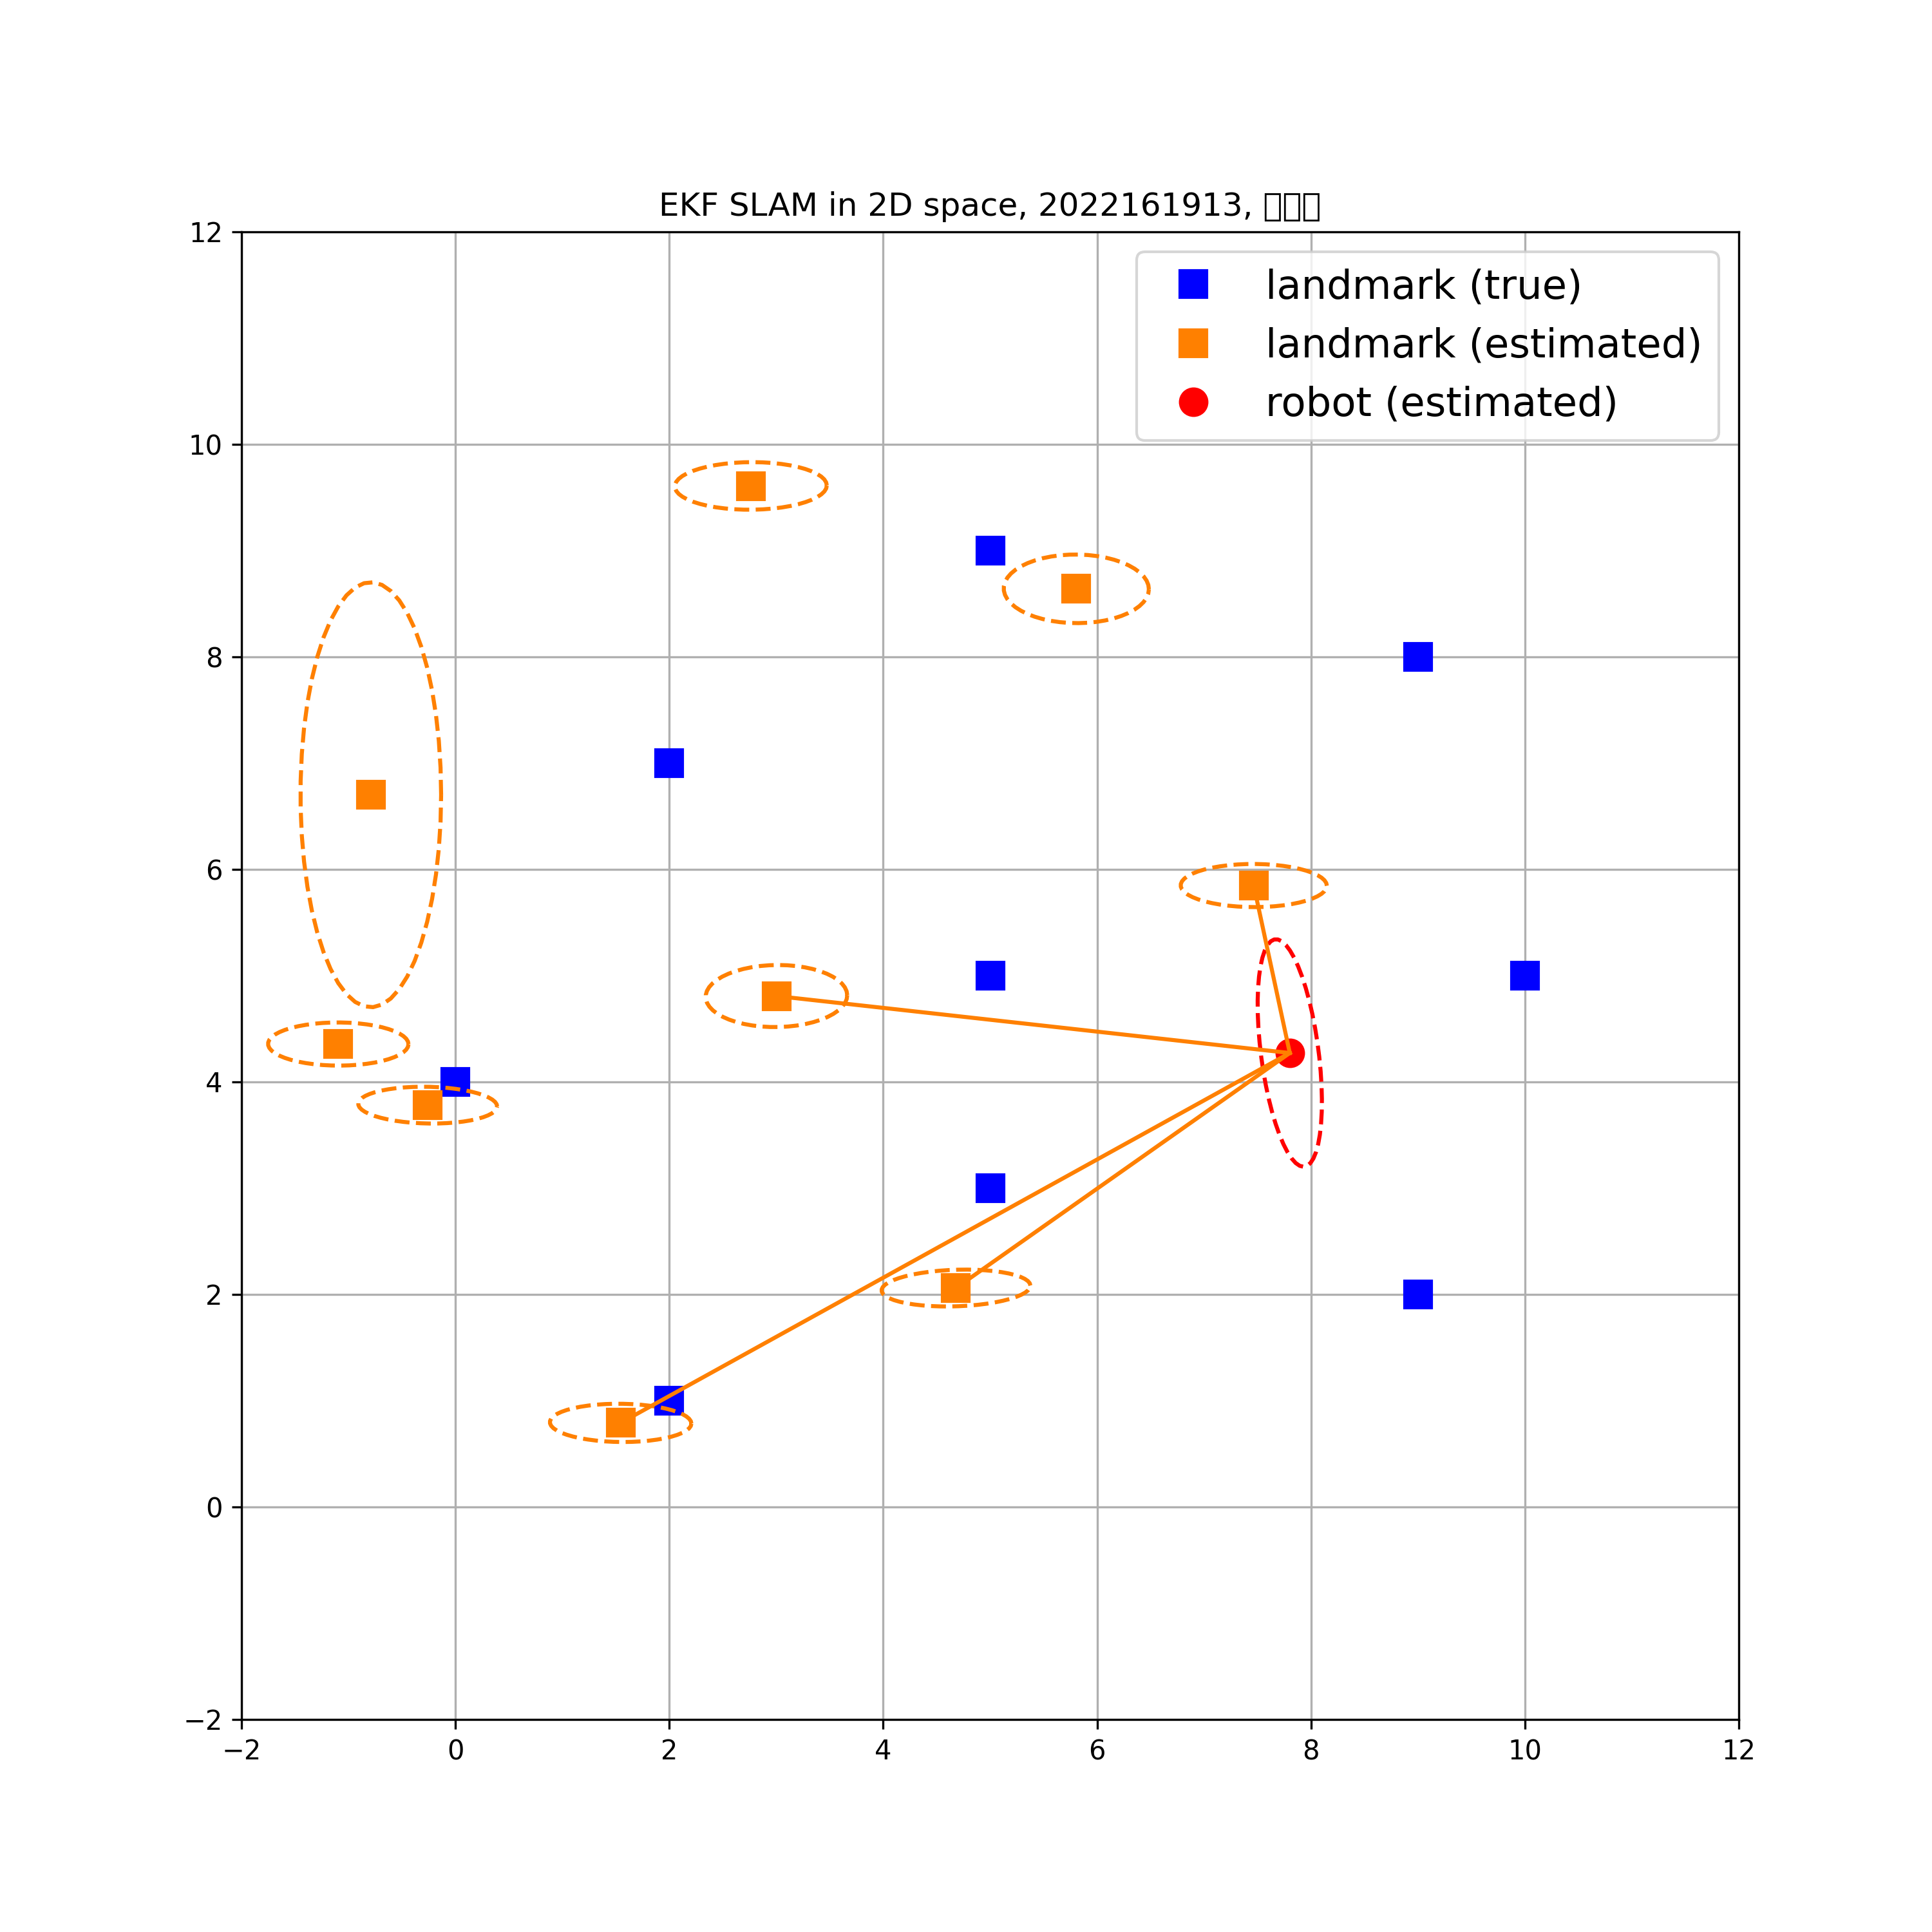 EKF SLAM in 2D space, 2022161913,
landmark (true)
landmark (estimated)
robot (estimated)
12
10
8
6
4
2
0
−2
−2 0 2 4 6 8 10 12